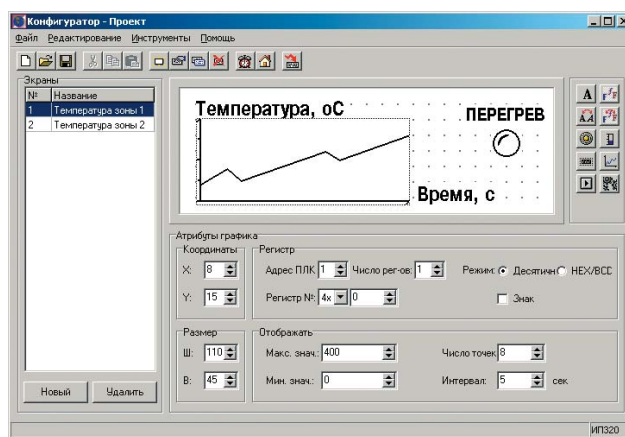 Конфигуратор - Проект
Файл Редактирование Инструменты Помощь
Экраны
№ Название
1 Температура зоны 1
2 Температура зоны 2
Новый Удалить
Температура, оС
ПЕРЕГРЕВ
Время, с
Атрибуты графика
Координаты
X: 8
Y: 15
Регистр
Адрес ПЛК 1 Число рег-ов: 1 Режим: Десятичн HEX/BCC
Регистр №: 4x 0 Знак
Размер
Ш: 110
В: 45
Отображать
Макс. знач.: 400 Число точек 8
Мин. знач.: 0 Интервал: 5 сек
ИП320